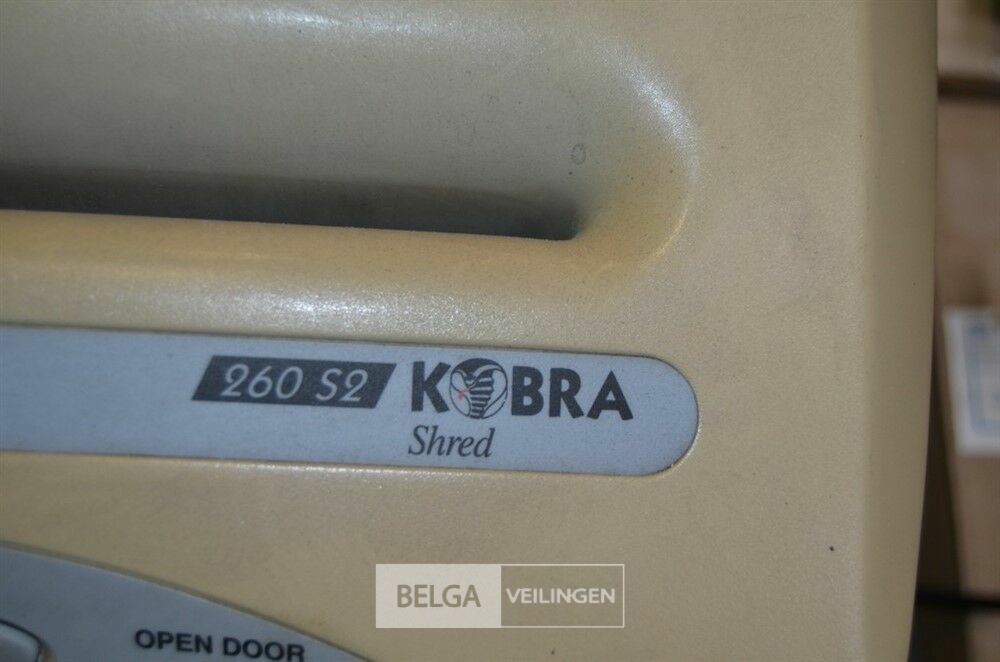 260 S2 KOBRA
Shred
BELGA VEILINGEN
OPEN DOOR